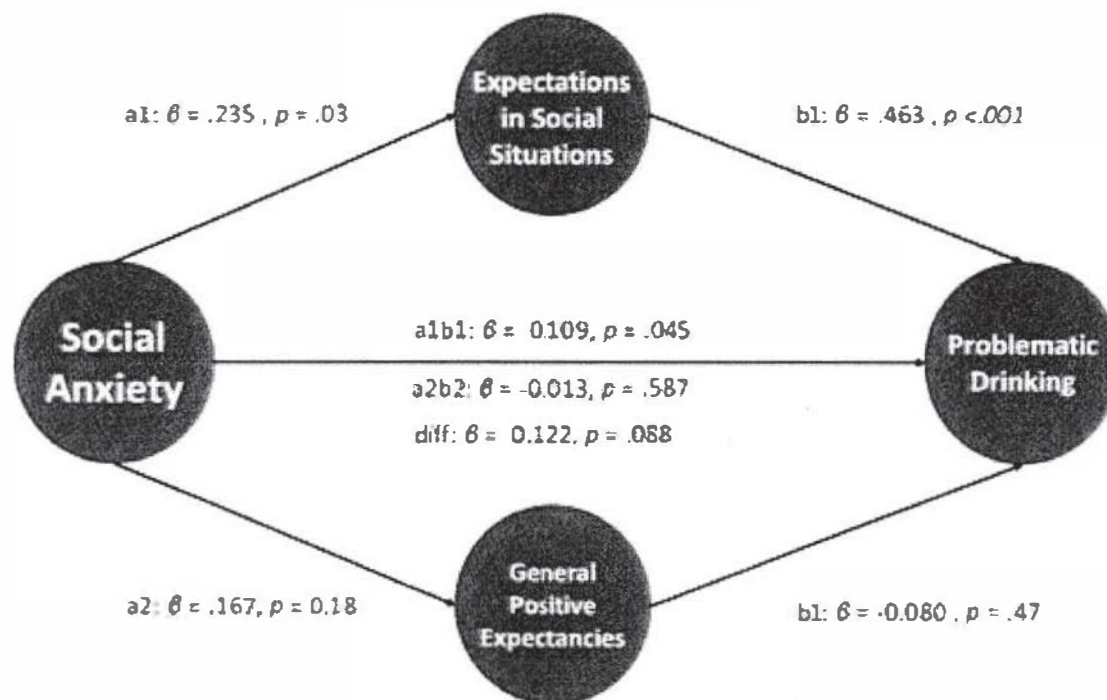 Expectations
in Social
Situations
a1: β = .235 , p = .03
b1: β = .463 , p <.001
Social
Anxiety
a1b1: β = 0.109, p = .045
a2b2: β = -0.013, p = .587
diff: β = 0.122, p = .088
Problematic
Drinking
General
Positive
Expectancies
a2: β = .167, p = 0.18
b1: β = -0.080 , p = .47